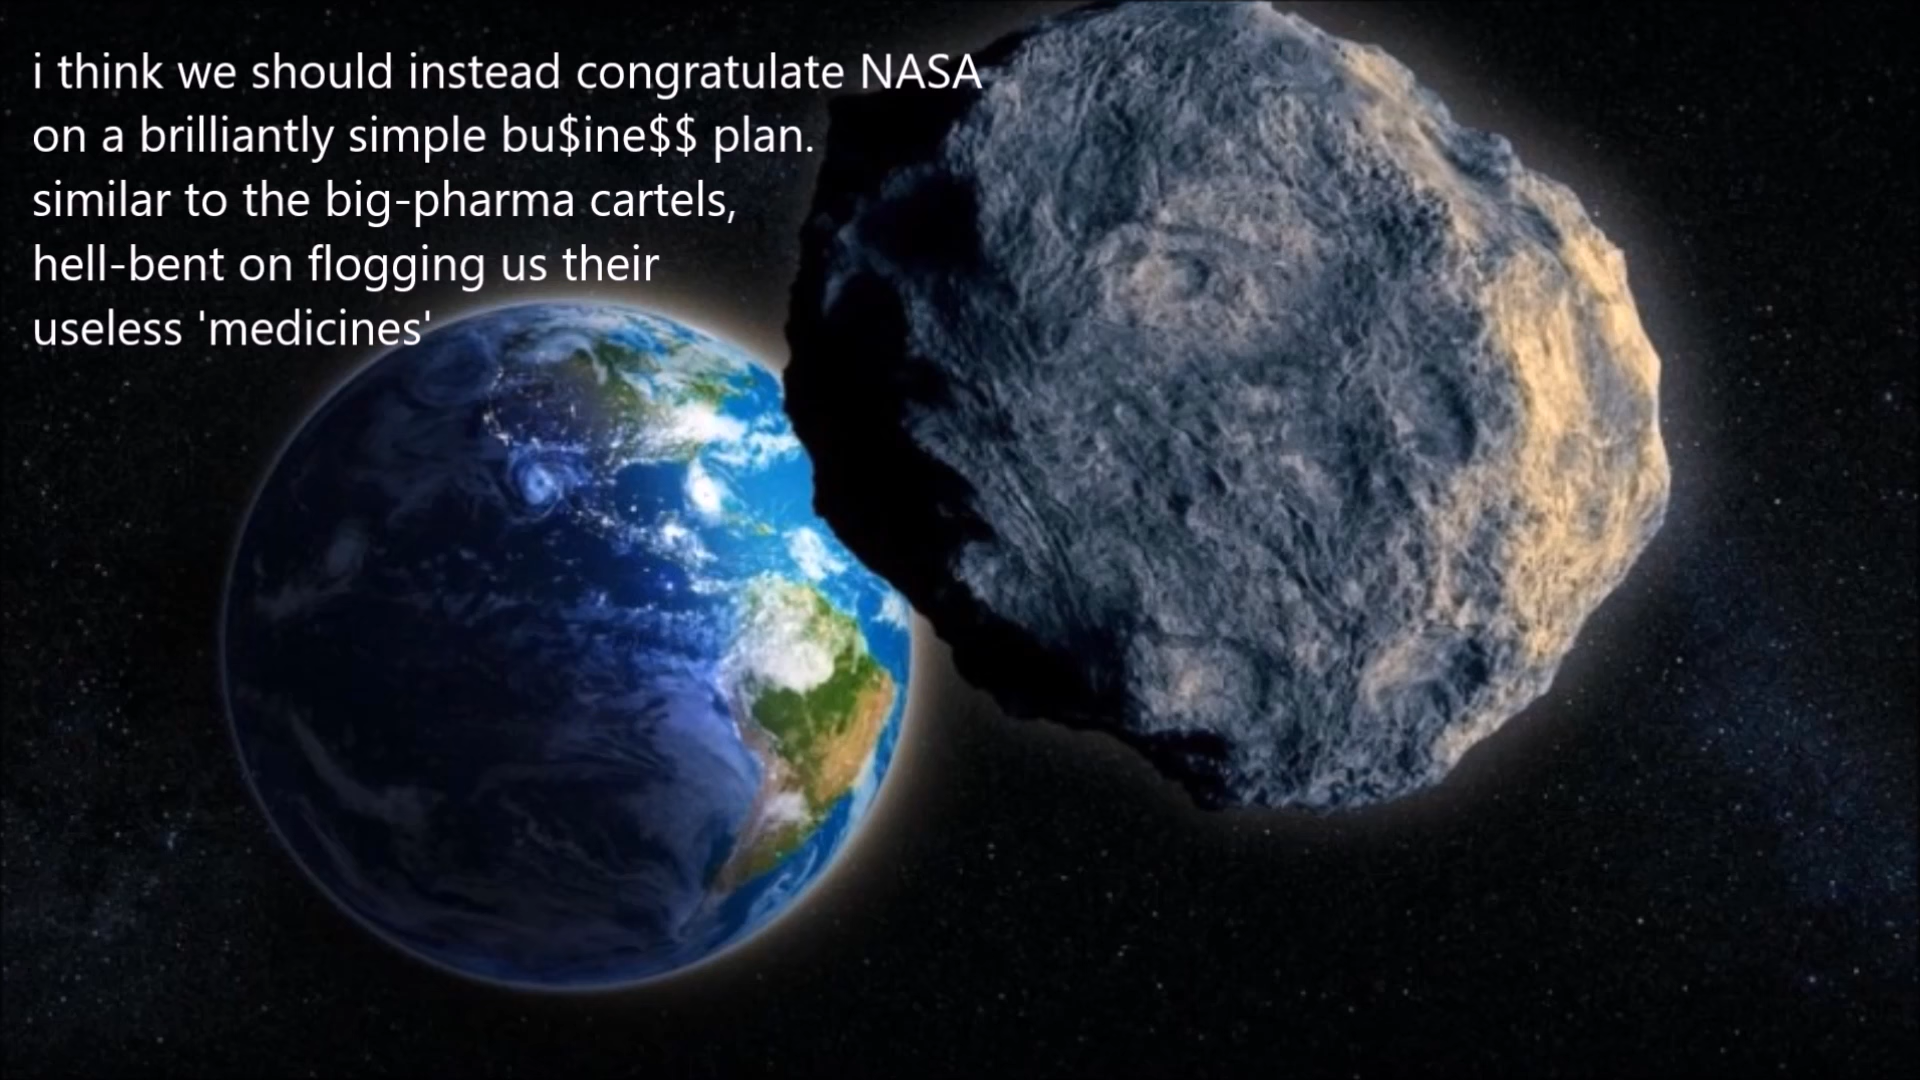 i think we should instead congratulate NASA
on a brilliantly simple bu$ine$$ plan.
similar to the big-pharma cartels,
hell-bent on flogging us their
useless 'medicines'